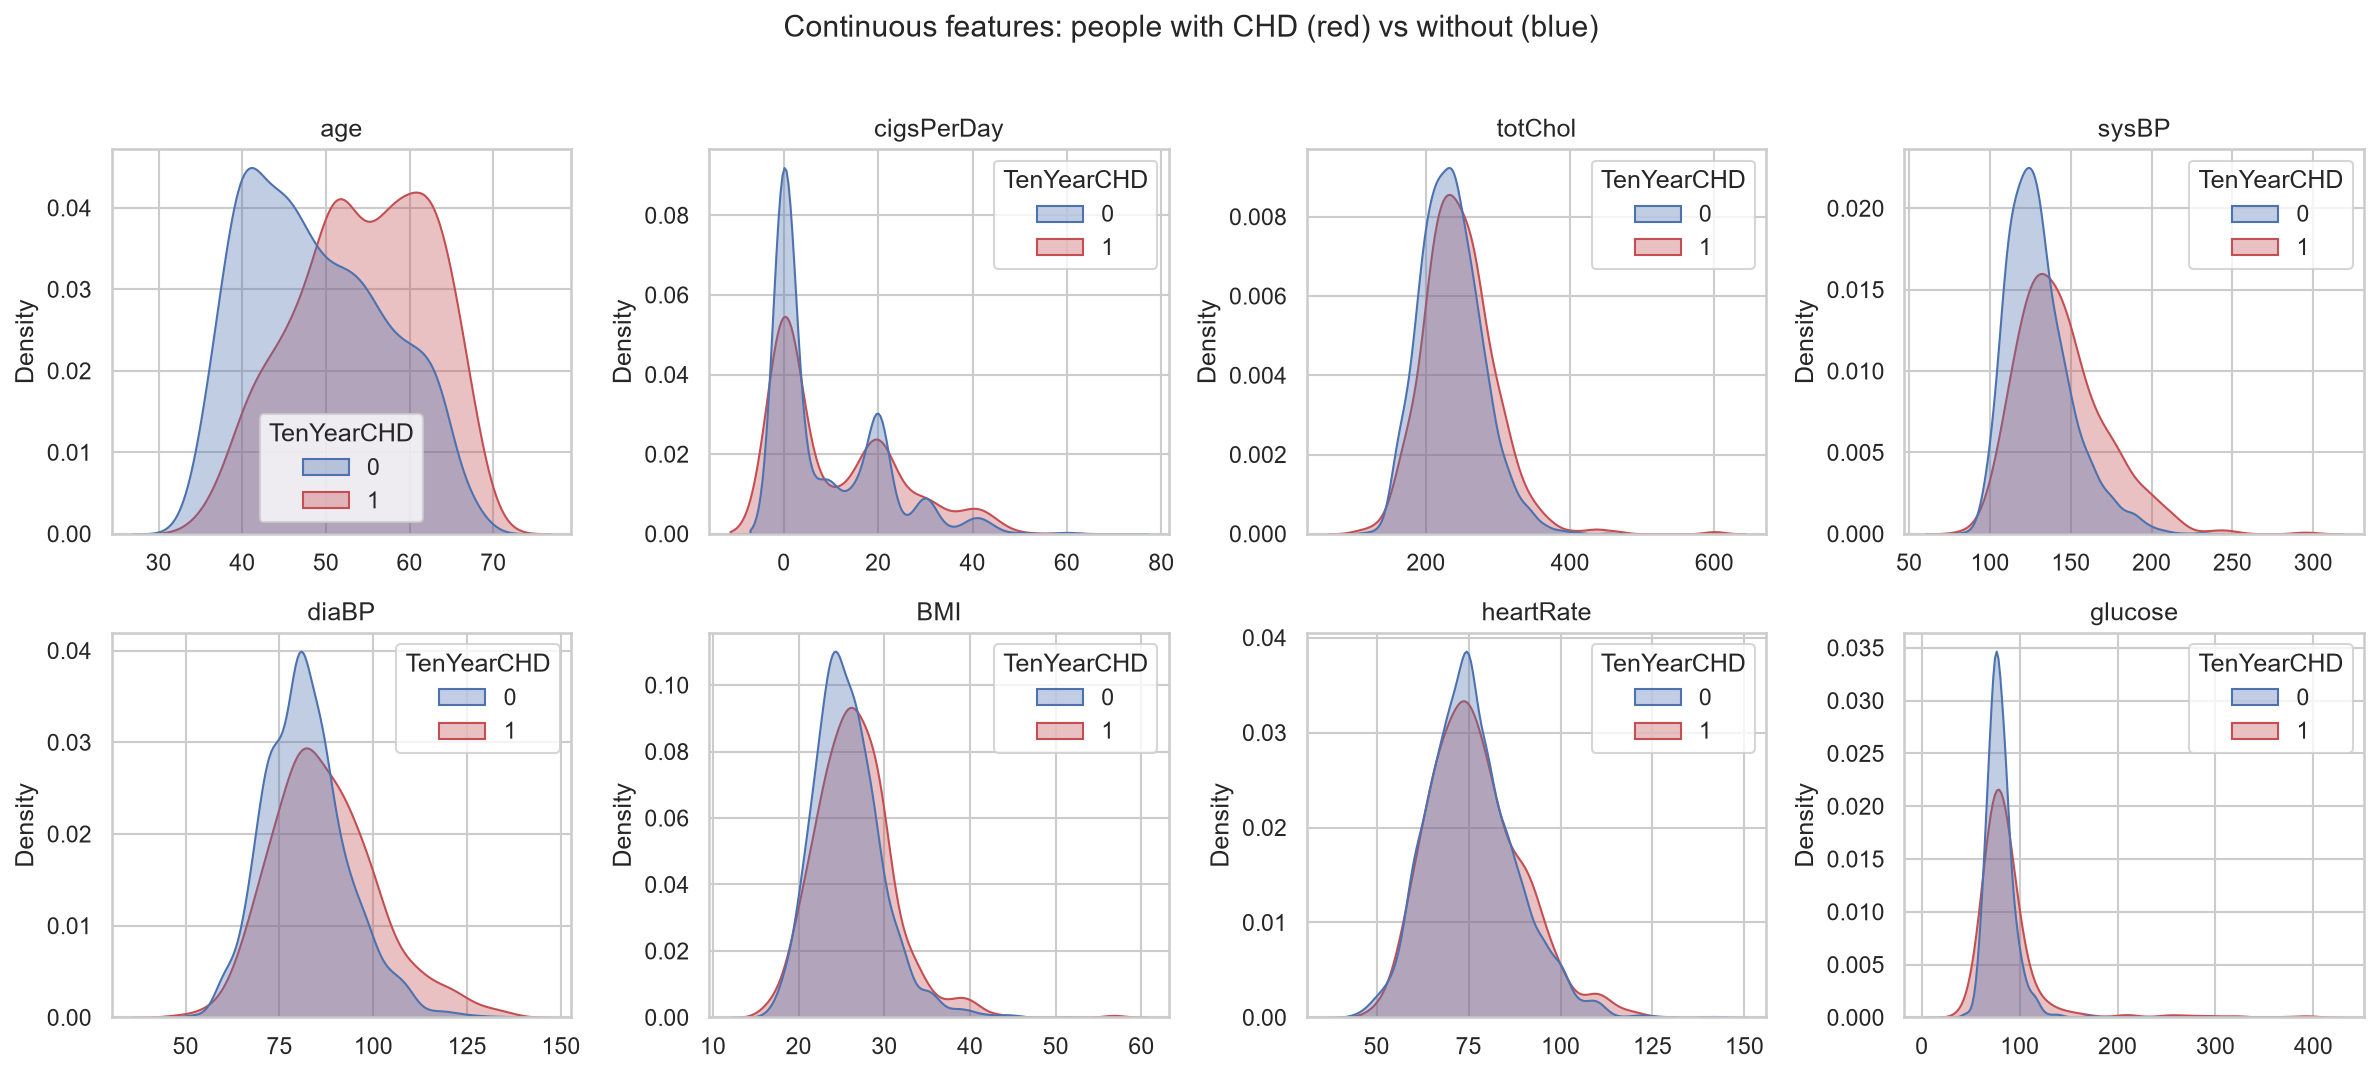 Continuous features: people with CHD (red) vs without (blue)
age
Density
0.04
0.03
0.02
0.01
0.00
30 40 50 60 70
TenYearCHD
0
1
cigsPerDay
Density
0.08
0.06
0.04
0.02
0.00
0 20 40 60 80
TenYearCHD
0
1
totChol
Density
0.008
0.006
0.004
0.002
0.000
200 400 600
TenYearCHD
0
1
sysBP
Density
0.020
0.015
0.010
0.005
0.000
50 100 150 200 250 300
TenYearCHD
0
1
diaBP
Density
0.04
0.03
0.02
0.01
0.00
50 75 100 125 150
TenYearCHD
0
1
BMI
Density
0.10
0.08
0.06
0.04
0.02
0.00
10 20 30 40 50 60
TenYearCHD
0
1
heartRate
Density
0.04
0.03
0.02
0.01
0.00
50 75 100 125 150
TenYearCHD
0
1
glucose
Density
0.035
0.030
0.025
0.020
0.015
0.010
0.005
0.000
0 100 200 300 400
TenYearCHD
0
1